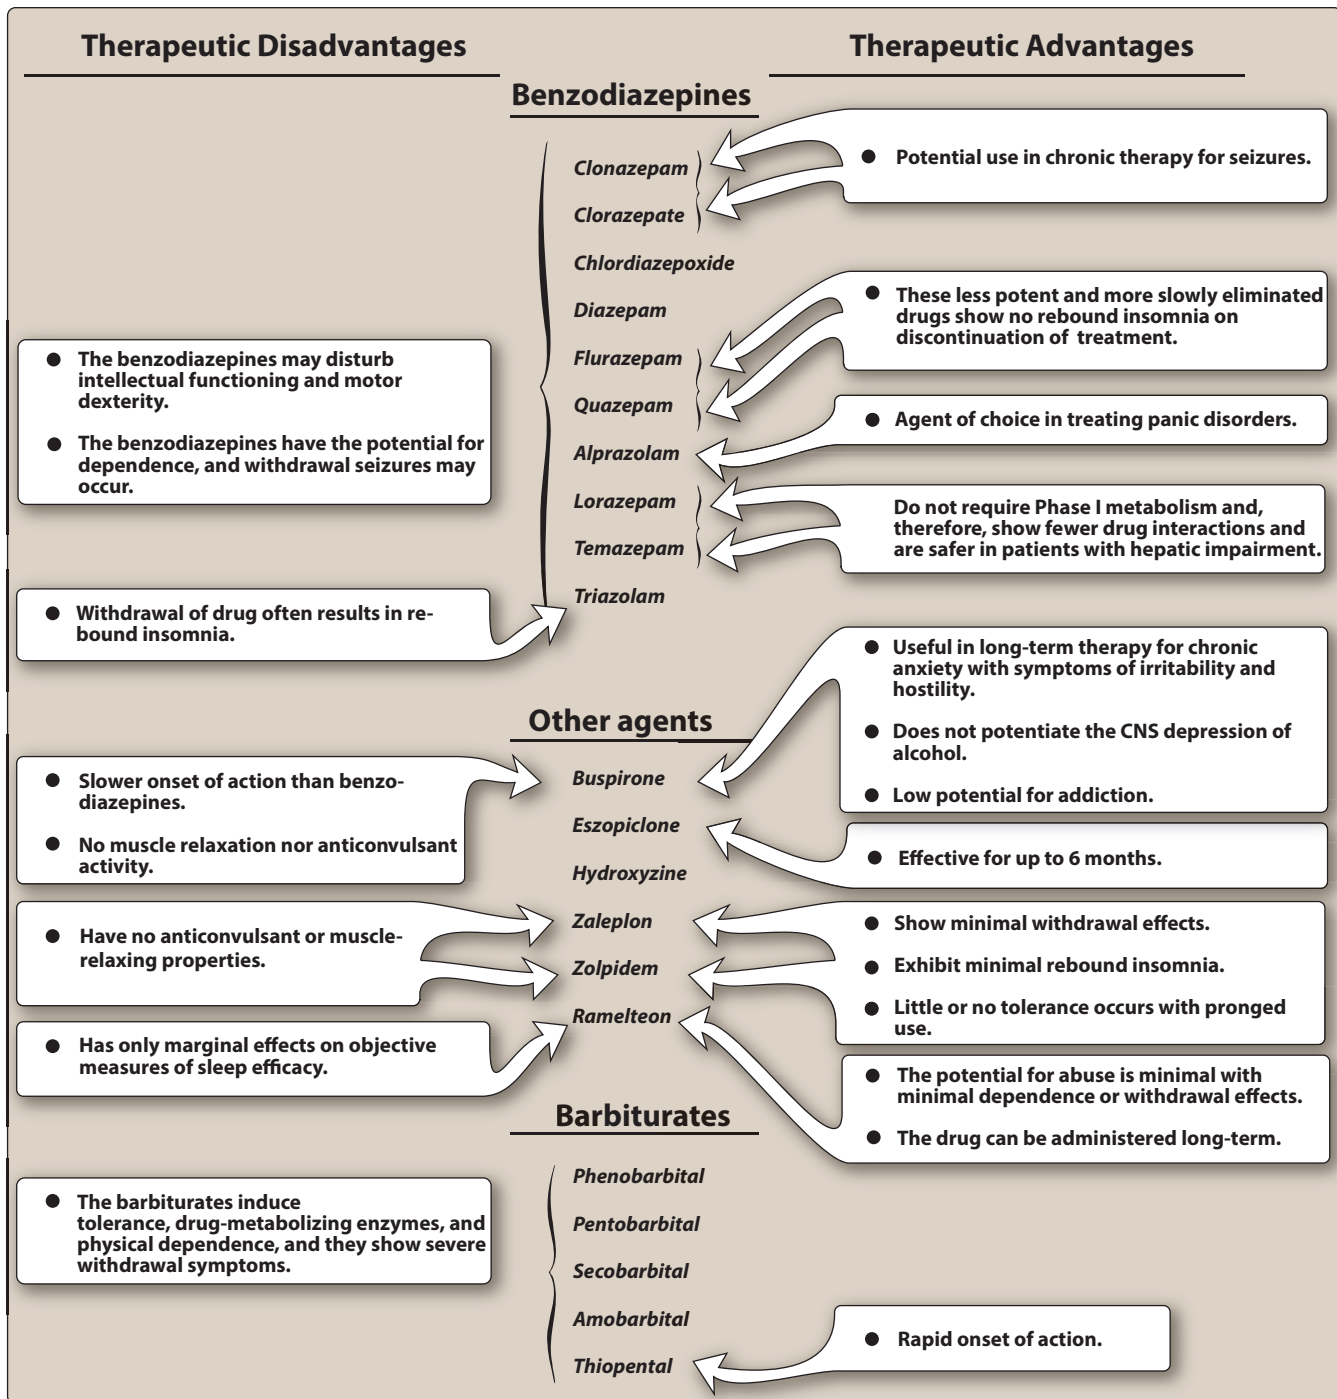 Therapeutic Disadvantages
Therapeutic Advantages
Benzodiazepines
Clonazepam
Clorazepate
Chlordiazepoxide
Diazepam
Flurazepam
Quazepam
Alprazolam
Lorazepam
Temazepam
Triazolam
● Potential use in chronic therapy for seizures.
● These less potent and more slowly eliminated
drugs show no rebound insomnia on
discontinuation of treatment.
● Agent of choice in treating panic disorders.
Do not require Phase I metabolism and,
therefore, show fewer drug interactions and
are safer in patients with hepatic impairment.
● The benzodiazepines may disturb
intellectual functioning and motor
dexterity.
● The benzodiazepines have the potential for
dependence, and withdrawal seizures may
occur.
● Withdrawal of drug often results in re-
bound insomnia.
Other agents
Buspirone
Eszopiclone
Hydroxyzine
Zaleplon
Zolpidem
Ramelteon
● Useful in long-term therapy for chronic
anxiety with symptoms of irritability and
hostility.
● Does not potentiate the CNS depression of
alcohol.
● Low potential for addiction.
● Effective for up to 6 months.
● Show minimal withdrawal effects.
● Exhibit minimal rebound insomnia.
● Little or no tolerance occurs with pronged
use.
● The potential for abuse is minimal with
minimal dependence or withdrawal effects.
● The drug can be administered long-term.
● Slower onset of action than benzo-
diazepines.
● No muscle relaxation nor anticonvulsant
activity.
● Have no anticonvulsant or muscle-
relaxing properties.
● Has only marginal effects on objective
measures of sleep efficacy.
Barbiturates
Phenobarbital
Pentobarbital
Secobarbital
Amobarbital
Thiopental
● The barbiturates induce
tolerance, drug-metabolizing enzymes, and
physical dependence, and they show severe
withdrawal symptoms.
● Rapid onset of action.